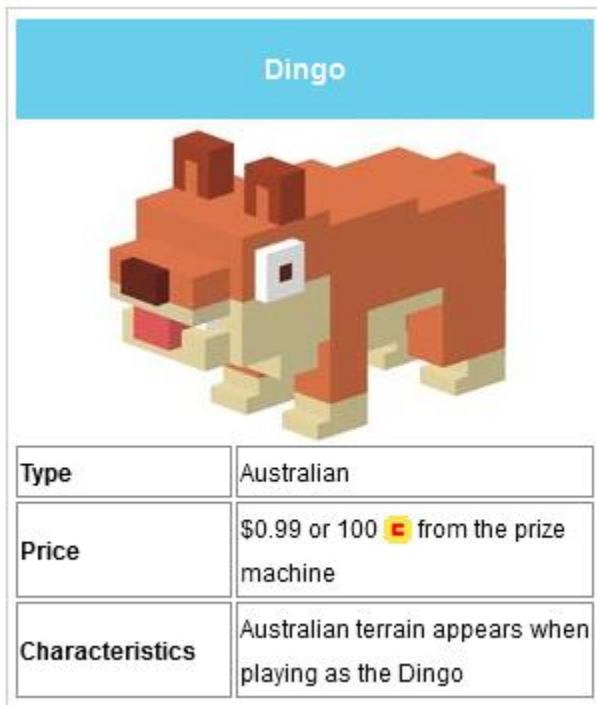 Dingo
Type
Australian
Price
$0.99 or 100 c from the prize
machine
Characteristics
Australian terrain appears when
playing as the Dingo